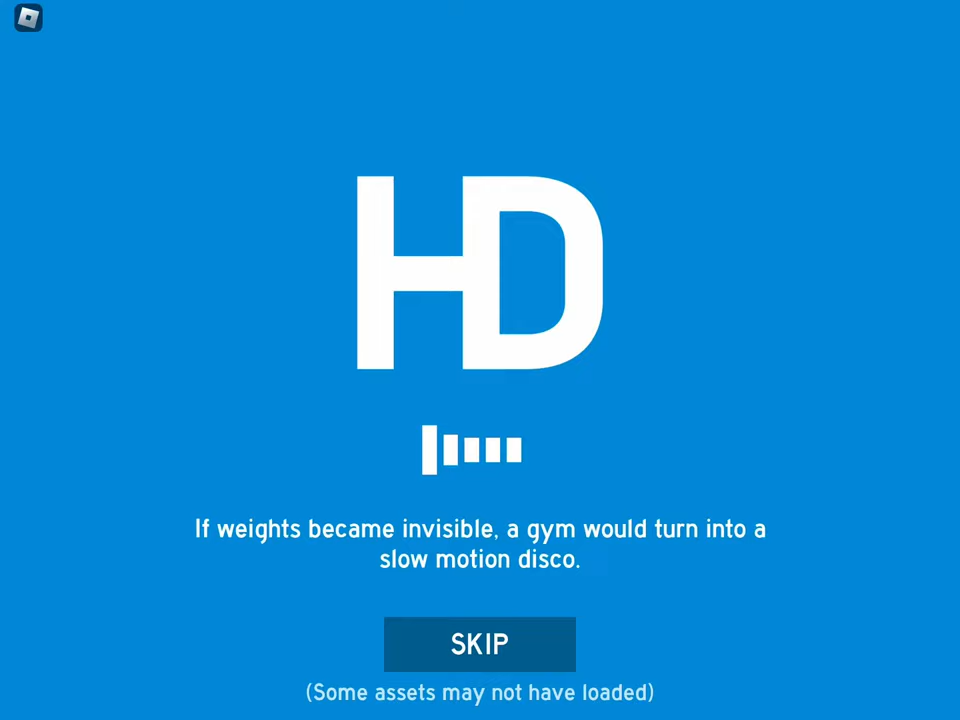 HD
If weights became invisible, a gym would turn into a
slow motion disco.
SKIP
(Some assets may not have loaded)